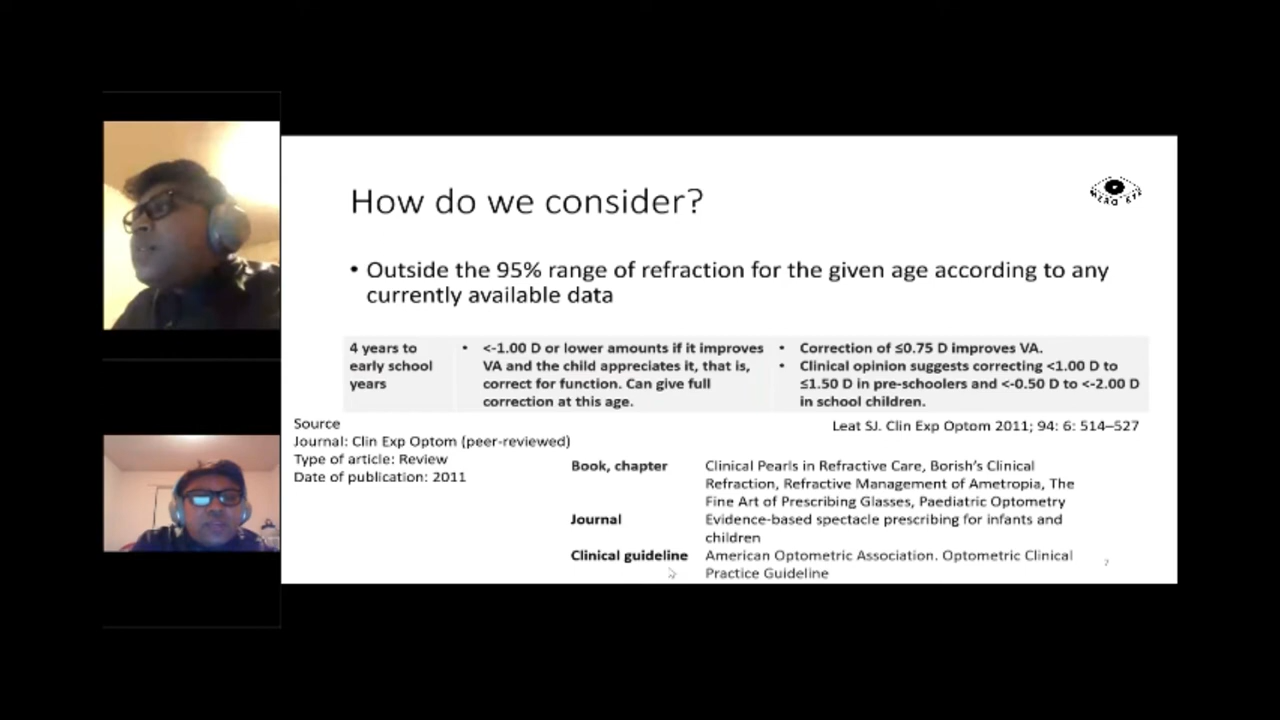 How do we consider?
• Outside the 95% range of refraction for the given age according to any
currently available data
4 years to
early school
years
• <-1.00 D or lower amounts if it improves
VA and the child appreciates it, that is,
correct for function. Can give full
correction at this age.
• Correction of ≤0.75 D improves VA.
• Clinical opinion suggests correcting <1.00 D to
≤1.50 D in pre-schoolers and <-0.50 D to <-2.00 D
in school children.
Leat SJ. Clin Exp Optom 2011; 94: 6: 514–527
Source
Journal: Clin Exp Optom (peer-reviewed)
Type of article: Review
Date of publication: 2011
Book, chapter
Clinical Pearls in Refractive Care, Borish’s Clinical
Refraction, Refractive Management of Ametropia, The
Fine Art of Prescribing Glasses, Paediatric Optometry
Journal
Evidence-based spectacle prescribing for infants and
children
Clinical guideline
American Optometric Association. Optometric Clinical
Practice Guideline
7